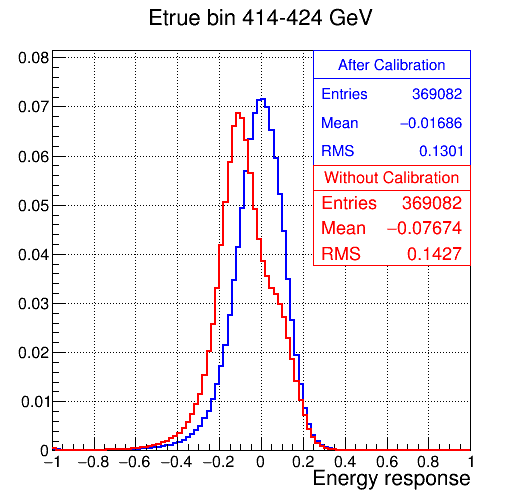 Etrue bin 414-424 GeV
After Calibration
Entries 369082
Mean −0.01686
RMS 0.1301
Without Calibration
Entries 369082
Mean −0.07674
RMS 0.1427
0.08
0.07
0.06
0.05
0.04
0.03
0.02
0.01
0
−1 −0.8 −0.6 −0.4 −0.2 0 0.2 0.4 0.6 0.8 1
Energy response